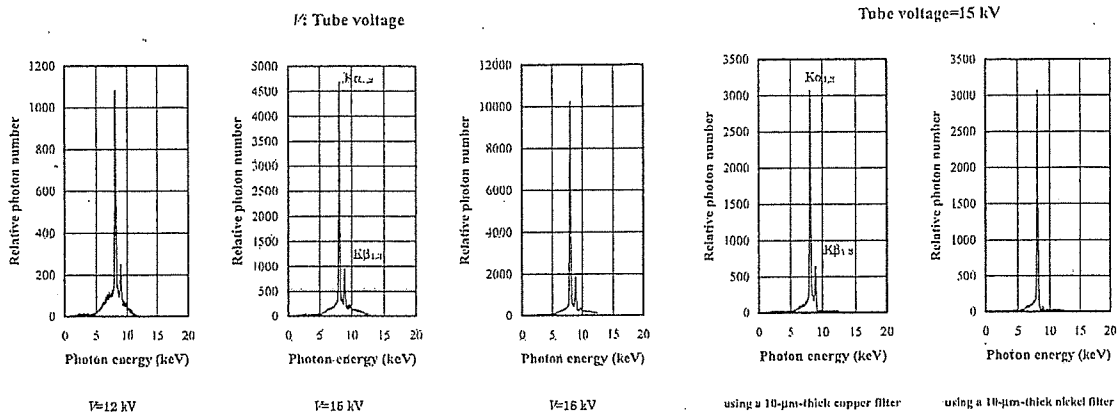 V: Tube voltage
Tube voltage=15 kV
Relative photon number
1200
1000
800
600
400
200
0
0 5 10 15 20
Photon energy (keV)
V=12 kV
Relative photon number
5000
4500
4000
3500
3000
2500
2000
1500
1000
500
0
Kα₁,₂
Kβ₁,₃
0 5 10 15 20
Photon energy (keV)
V=15 kV
Relative photon number
12000
10000
8000
6000
4000
2000
0
0 5 10 15 20
Photon energy (keV)
Relative photon number
3500
3000
2500
2000
1500
1000
500
0
Kα₁,₂
Kβ₁,₃
0 5 10 15 20
Photon energy (keV)
using a 10-μm-thick copper filter
Relative photon number
3500
3000
2500
2000
1500
1000
500
0
0 5 10 15 20
Photon energy (keV)
using a 10-μm-thick nickel filter